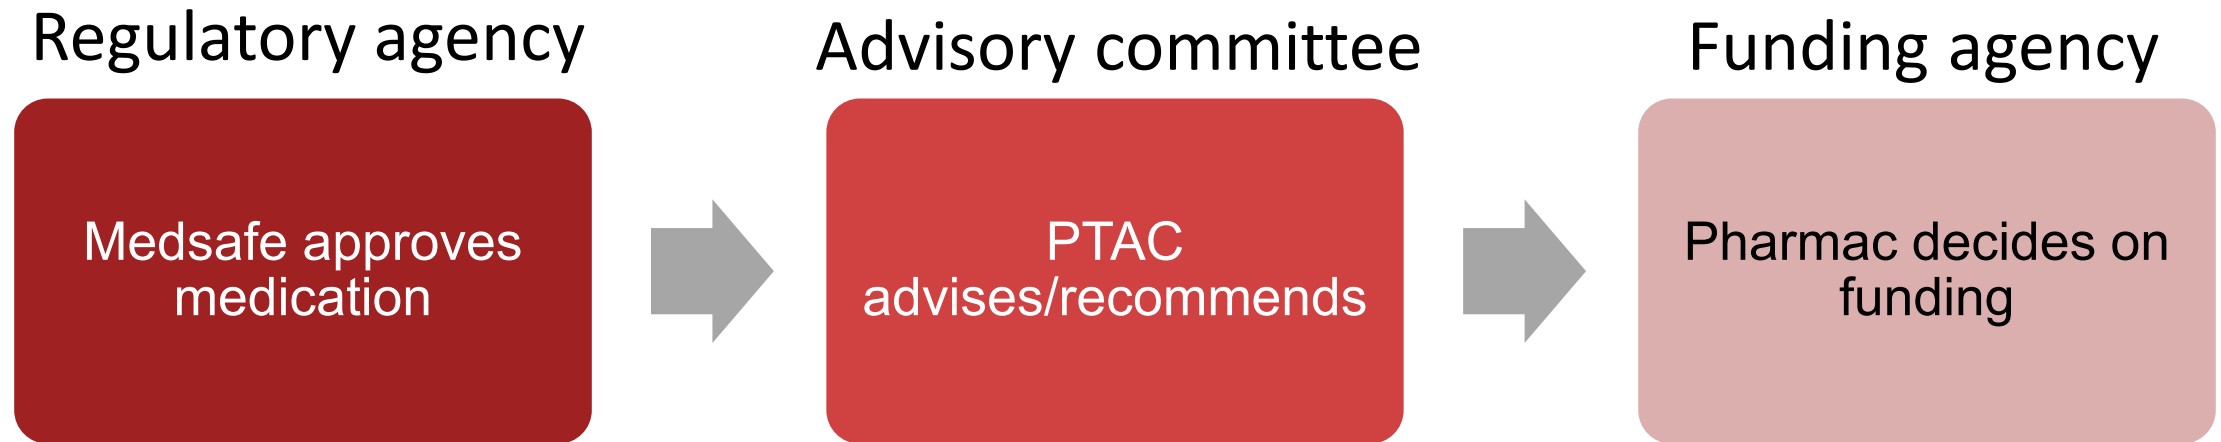 Regulatory agency
Advisory committee
Funding agency
Medsafe approves
medication
PTAC
advises/recommends
Pharmac decides on
funding